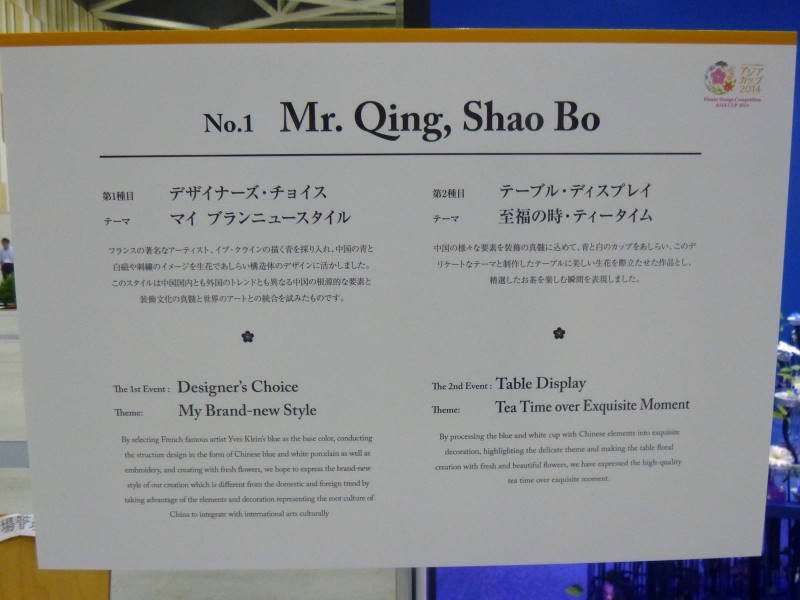 アジア
カップ
2014
Flower Design Competition
ASIA CUP 2014
No.1 Mr. Qing, Shao Bo
第1種目 デザイナーズ・チョイス
テーマ マイ ブランニュースタイル
フランスの著名なアーティスト、イブ・クラインの描く青を採り入れ、中国の青と
白磁や刺繍のイメージを生花であしらい構造体のデザインに活かしました。
このスタイルは中国国内とも外国のトレンドとも異なる中国の根源的な要素と
装飾文化の真髄と世界のアートとの統合を試みたものです。
The 1st Event : Designer's Choice
Theme: My Brand-new Style
By selecting French famous artist Yves Klein's blue as the base color, conducting
the structure design in the form of Chinese blue and white porcelain as well as
embroidery, and creating with fresh flowers, we hope to express the brand-new
style of our creation which is different from the domestic and foreign trend by
taking advantage of the elements and decoration representing the root culture of
China to integrate with international arts culturally
第2種目 テーブル・ディスプレイ
テーマ 至福の時・ティータイム
中国の様々な要素を装飾の真髄に込めて、青と白のカップをあしらい、このデ
リケートなテーマと制作したテーブルに美しい生花を際立たせた作品とし、
精選したお茶を楽しむ瞬間を表現しました。
The 2nd Event : Table Display
Theme: Tea Time over Exquisite Moment
By processing the blue and white cup with Chinese elements into exquisite
decoration, highlighting the delicate theme and making the table floral
creation with fresh and beautiful flowers, we have expressed the high-quality
tea time over exquisite moment.